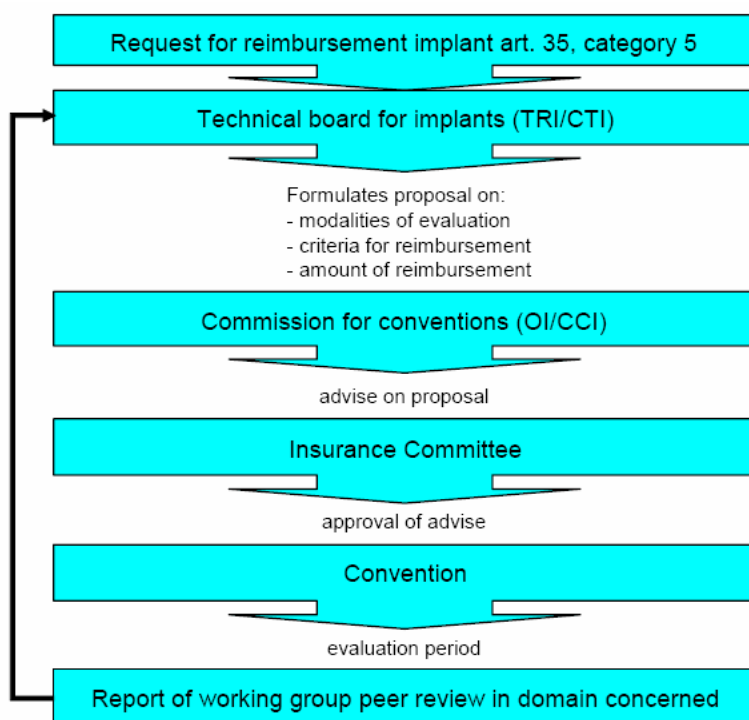 Request for reimbursement implant art. 35, category 5
Technical board for implants (TRI/CTI)
Formulates proposal on:
- modalities of evaluation
- criteria for reimbursement
- amount of reimbursement
Commission for conventions (OI/CCI)
advise on proposal
Insurance Committee
approval of advise
Convention
evaluation period
Report of working group peer review in domain concerned